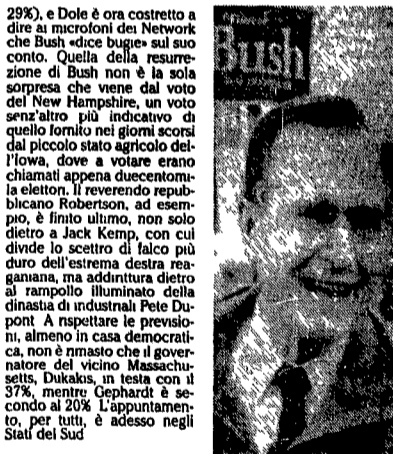 29%), e Dole è ora costretto a
dire ai microfoni dei Network
che Bush «dice bugie» sul suo
conto. Quella della resurre-
zione di Bush non è la sola
sorpresa che viene dal voto
del New Hampshire, un voto
senz'altro più indicativo di
quello fornito nei giorni scorsi
dal piccolo stato agricolo del-
l'Iowa, dove a votare erano
chiamati appena duecentomi-
la elettori. Il reverendo repub-
blicano Robertson, ad esem-
pio, è finito ultimo, non solo
dietro a Jack Kemp, con cui
divide lo scettro di falco più
duro dell'estrema destra rea-
ganiana, ma addirittura dietro
al rampollo illuminato della
dinastia di industriali Pete Du-
pont A rispettare le previsio-
ni, almeno in casa democrati-
ca, non è rimasto che il gover-
natore del vicino Massachu-
setts, Dukakis, in testa con il
37%, mentre Gephardt è se-
condo al 20% L'appuntamen-
to, per tutti, è adesso negli
Stati del Sud
Bush